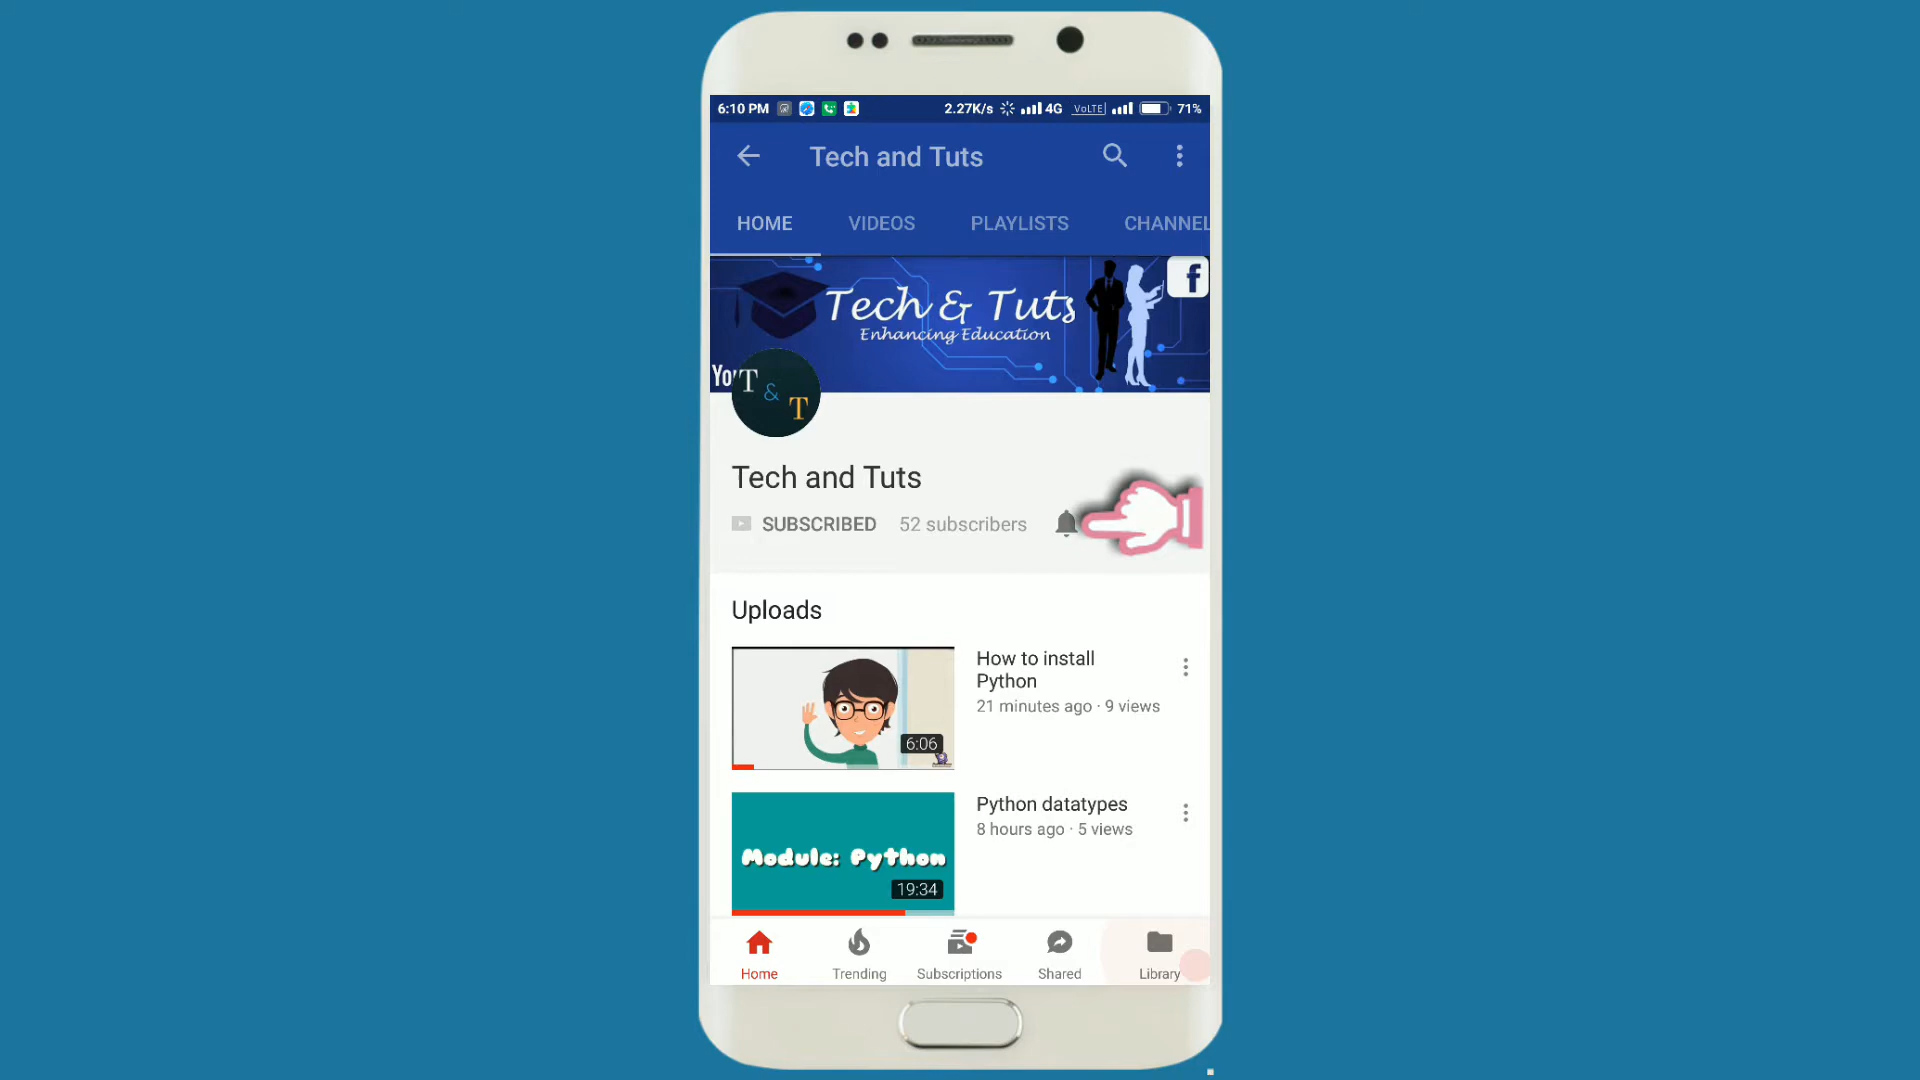 6:10 PM 2.27K/s 4G VoLTE 71%
Tech and Tuts
HOME VIDEOS PLAYLISTS CHANNEL
f
Tech & Tuts
Enhancing Education
You
T & T
Tech and Tuts
SUBSCRIBED 52 subscribers
Uploads
How to install
Python
21 minutes ago · 9 views
6:06
Python datatypes
8 hours ago · 5 views
Module: Python
19:34
Home Trending Subscriptions Shared Library